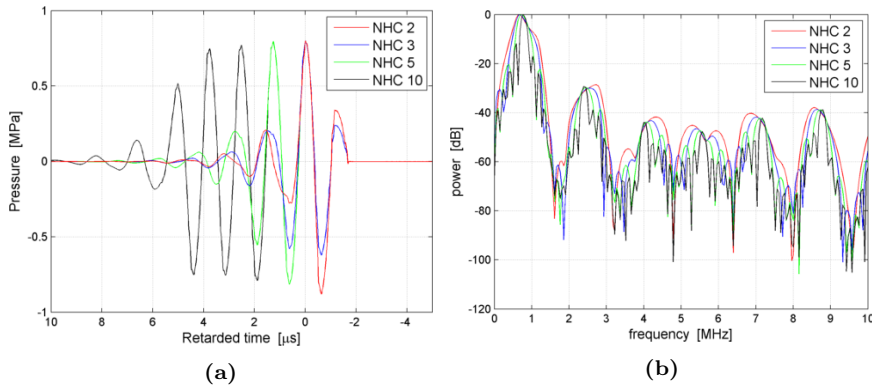 NHC 2
NHC 3
NHC 5
NHC 10
1
0.5
0
-0.5
-1
Pressure [MPa]
10 8 6 4 2 0 -2 -4
Retarded time [μs]
(a)
NHC 2
NHC 3
NHC 5
NHC 10
0
-20
-40
-60
-80
-100
-120
power [dB]
0 1 2 3 4 5 6 7 8 9 10
frequency [MHz]
(b)